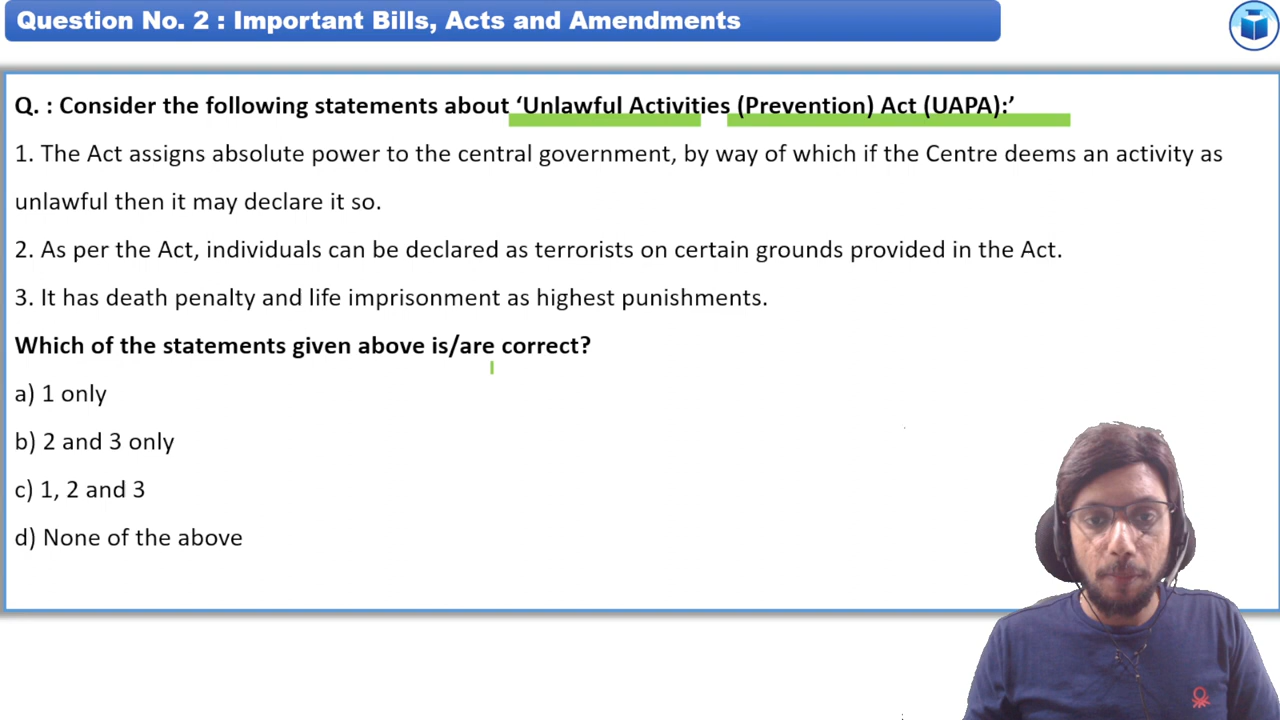 Question No. 2 : Important Bills, Acts and Amendments
Q. : Consider the following statements about ‘Unlawful Activities (Prevention) Act (UAPA):’
1. The Act assigns absolute power to the central government, by way of which if the Centre deems an activity as
unlawful then it may declare it so.
2. As per the Act, individuals can be declared as terrorists on certain grounds provided in the Act.
3. It has death penalty and life imprisonment as highest punishments.
Which of the statements given above is/are correct?
a) 1 only
b) 2 and 3 only
c) 1, 2 and 3
d) None of the above